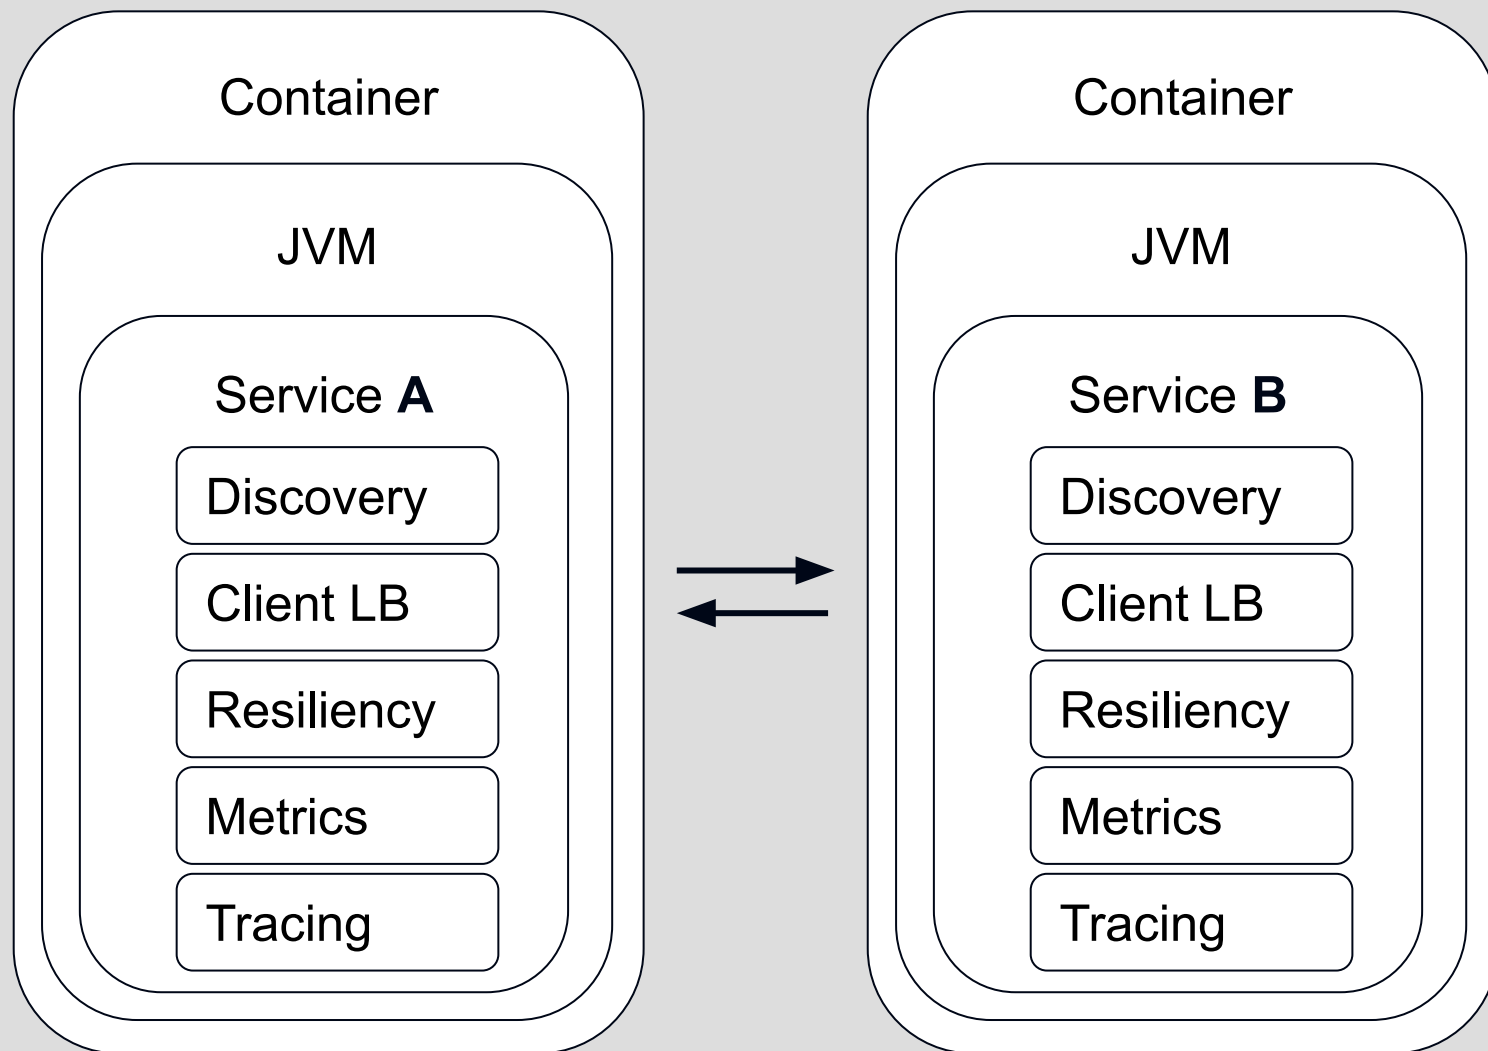 Container
JVM
Service A
Discovery
Client LB
Resiliency
Metrics
Tracing
Container
JVM
Service B
Discovery
Client LB
Resiliency
Metrics
Tracing